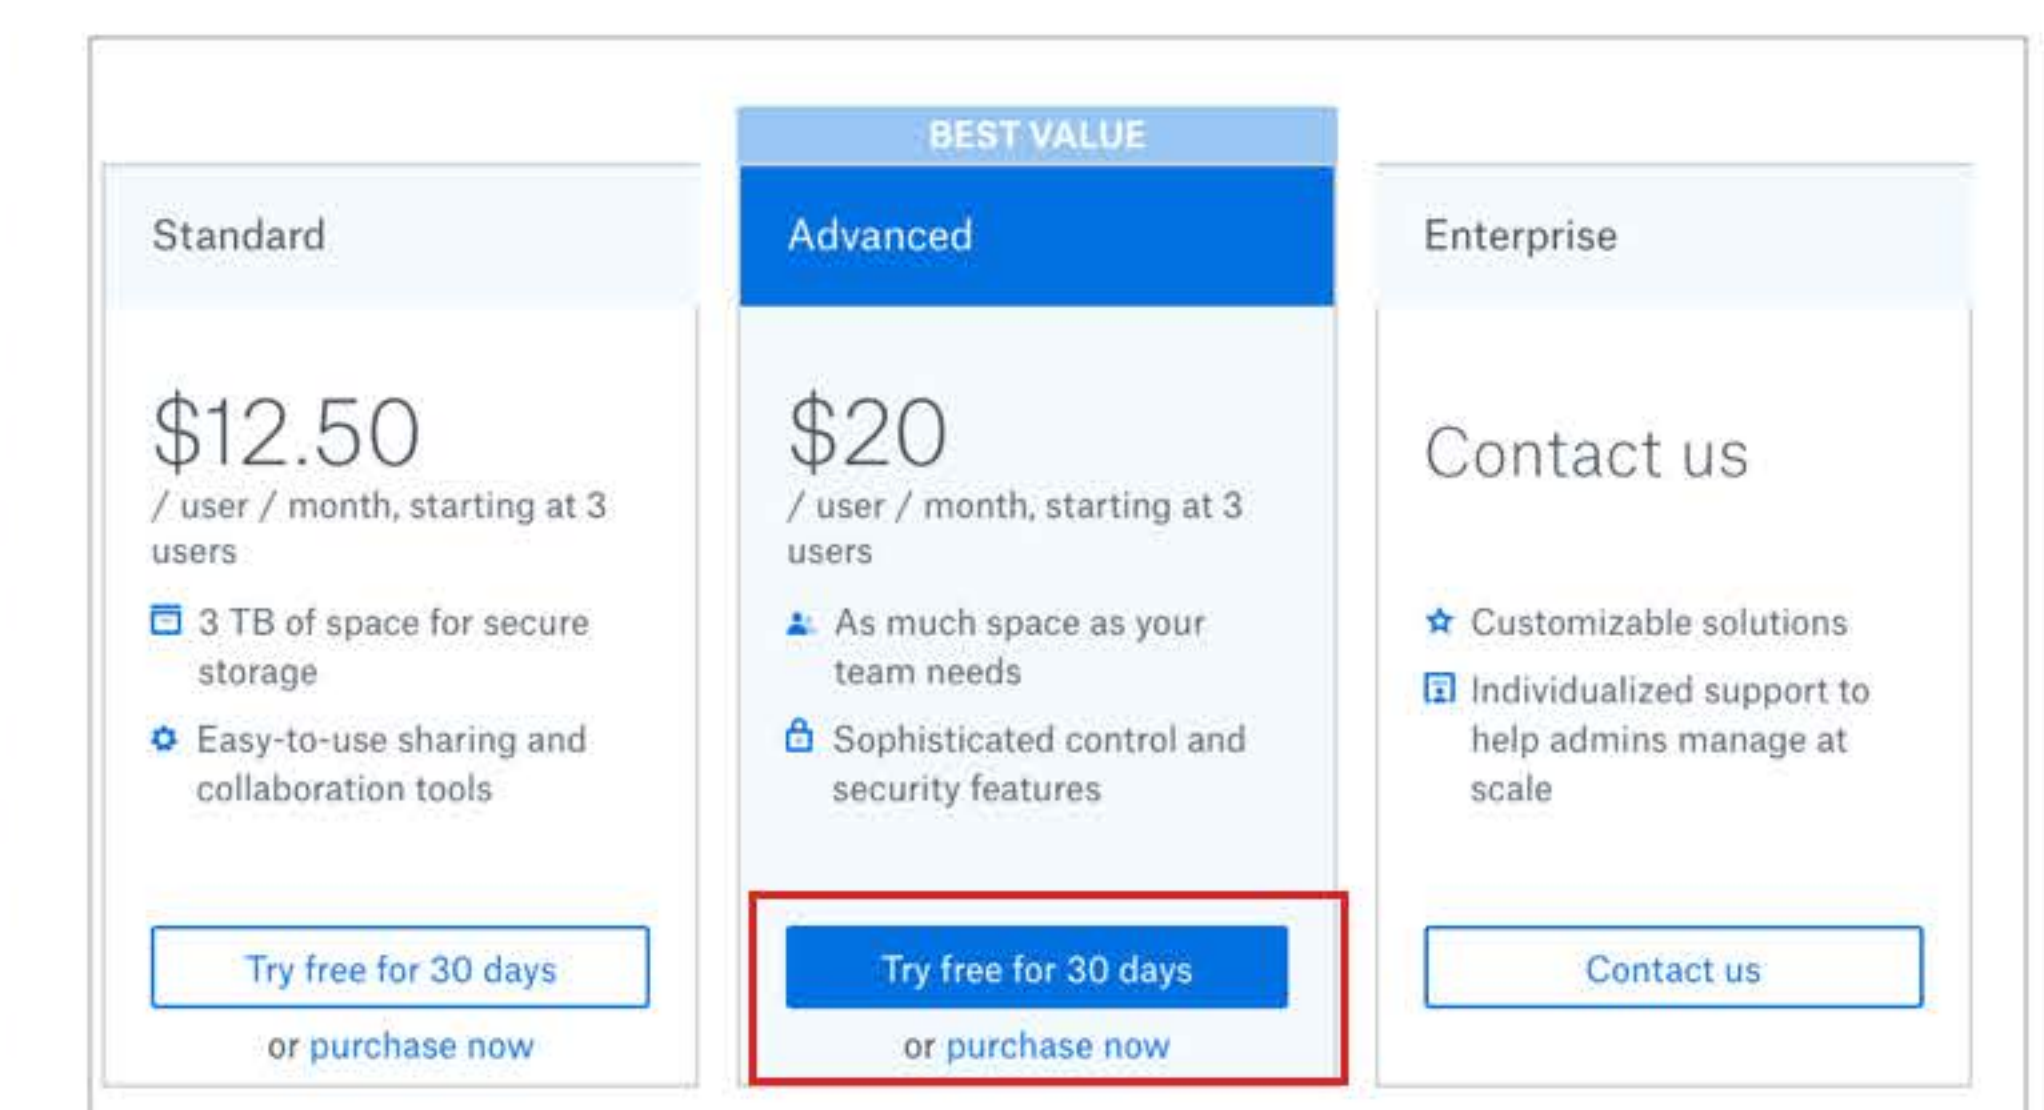 Standard
$12.50
/ user / month, starting at 3
users
3 TB of space for secure
storage
Easy-to-use sharing and
collaboration tools
Try free for 30 days
or purchase now
BEST VALUE
Advanced
$20
/ user / month, starting at 3
users
As much space as your
team needs
Sophisticated control and
security features
Try free for 30 days
or purchase now
Enterprise
Contact us
Customizable solutions
Individualized support to
help admins manage at
scale
Contact us